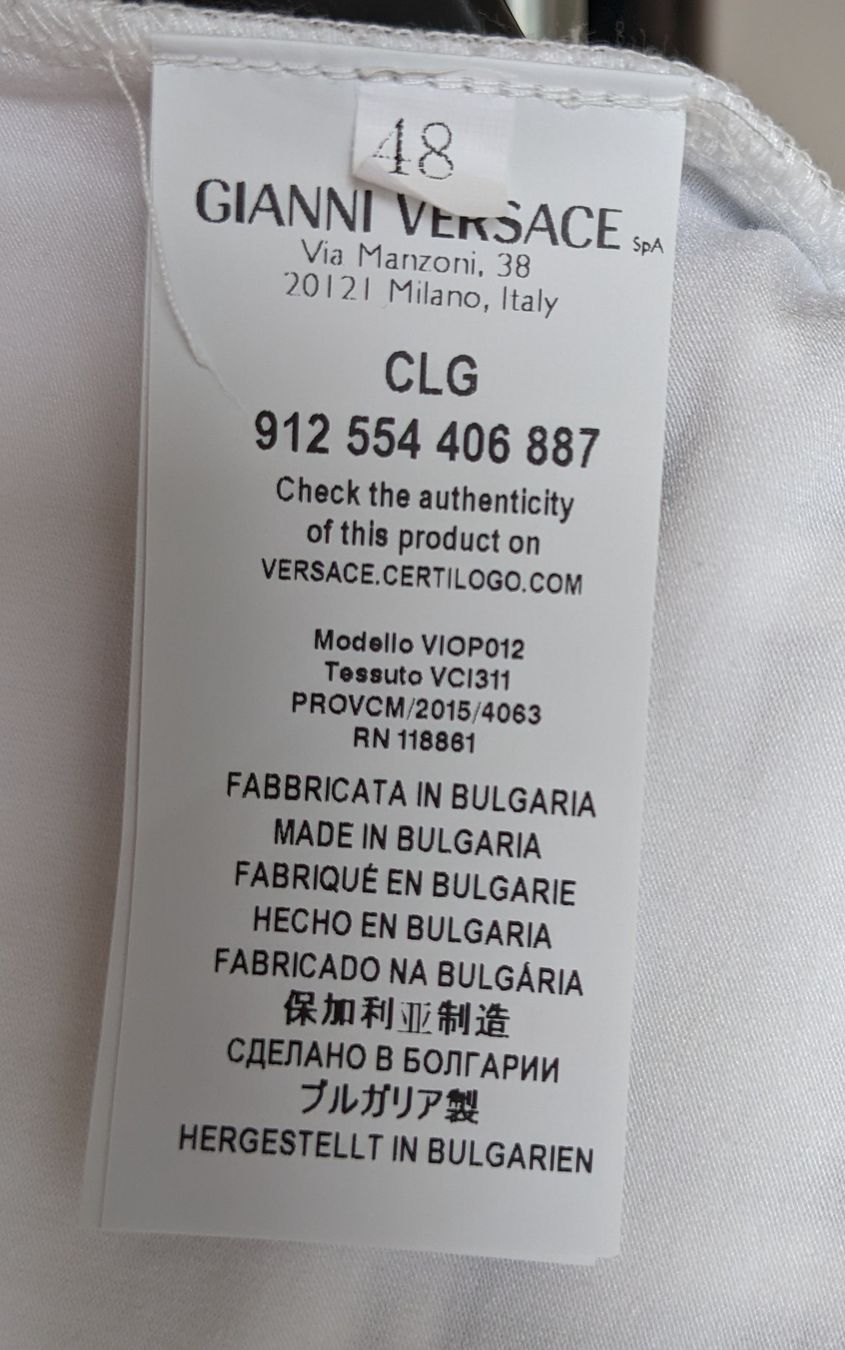 48
GIANNI VERSACE SpA
Via Manzoni, 38
20121 Milano, Italy
CLG
912 554 406 887
Check the authenticity
of this product on
VERSACE.CERTILOGO.COM
Modello VIOP012
Tessuto VCI311
PROVCM/2015/4063
RN 118861
FABBRICATA IN BULGARIA
MADE IN BULGARIA
FABRIQUÉ EN BULGARIE
HECHO EN BULGARIA
FABRICADO NA BULGÁRIA
保加利亚制造
СДЕЛАНО В БОЛГАРИИ
ブルガリア製
HERGESTELLT IN BULGARIEN